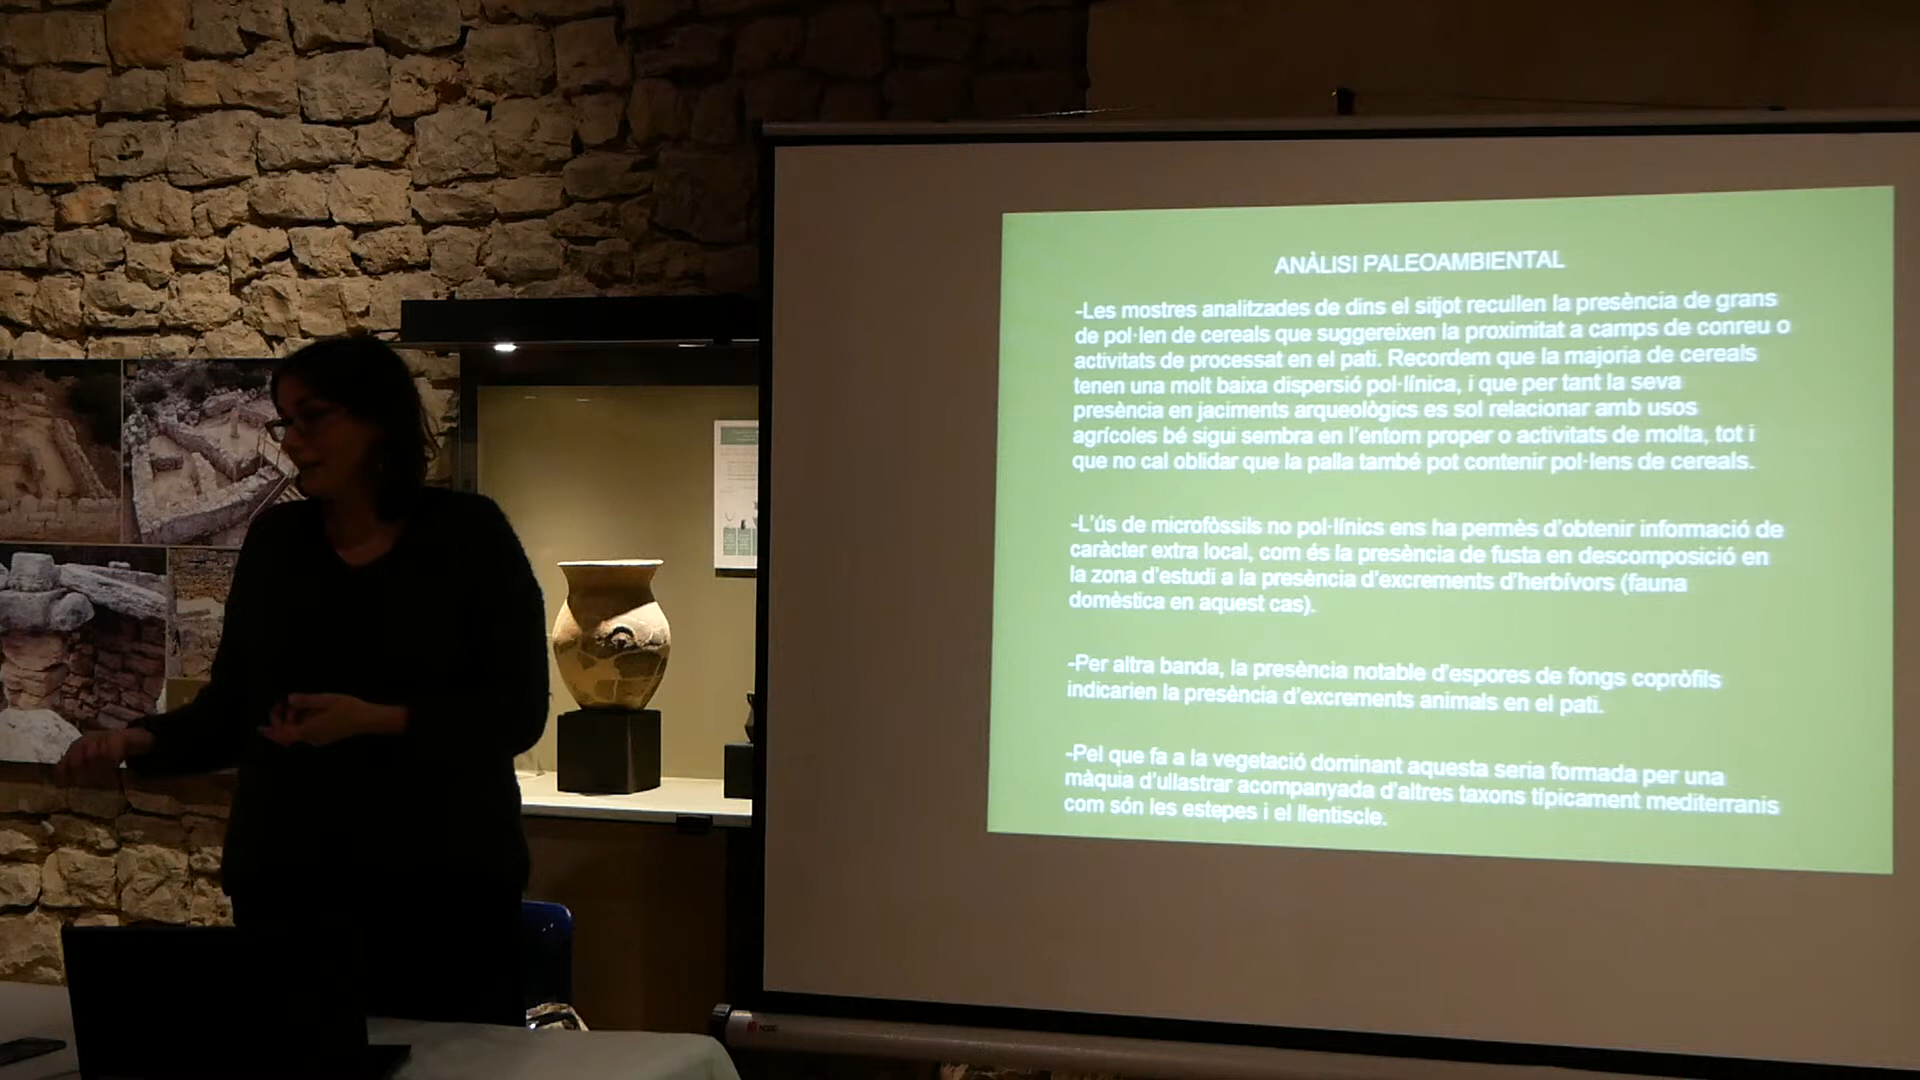 ANÀLISI PALEOAMBIENTAL
-Les mostres analitzades de dins el sitjot recullen la presència de grans
de pol·len de cereals que suggereixen la proximitat a camps de conreu o
activitats de processat en el pati. Recordem que la majoria de cereals
tenen una molt baixa dispersió pol·línica, i que per tant la seva
presència en jaciments arqueològics es sol relacionar amb usos
agrícoles bé sigui sembra en l'entorn proper o activitats de molta, tot i
que no cal oblidar que la palla també pot contenir pol·lens de cereals.
-L'ús de microfòssils no pol·línics ens ha permès d'obtenir informació de
caràcter extra local, com és la presència de fusta en descomposició en
la zona d'estudi a la presència d'excrements d'herbívors (fauna
domèstica en aquest cas).
-Per altra banda, la presència notable d'espores de fongs copròfils
indicarien la presència d'excrements animals en el pati.
-Pel que fa a la vegetació dominant aquesta seria formada per una
màquia d'ullastrar acompanyada d'altres taxons típicament mediterranis
com són les estepes i el llentiscle.